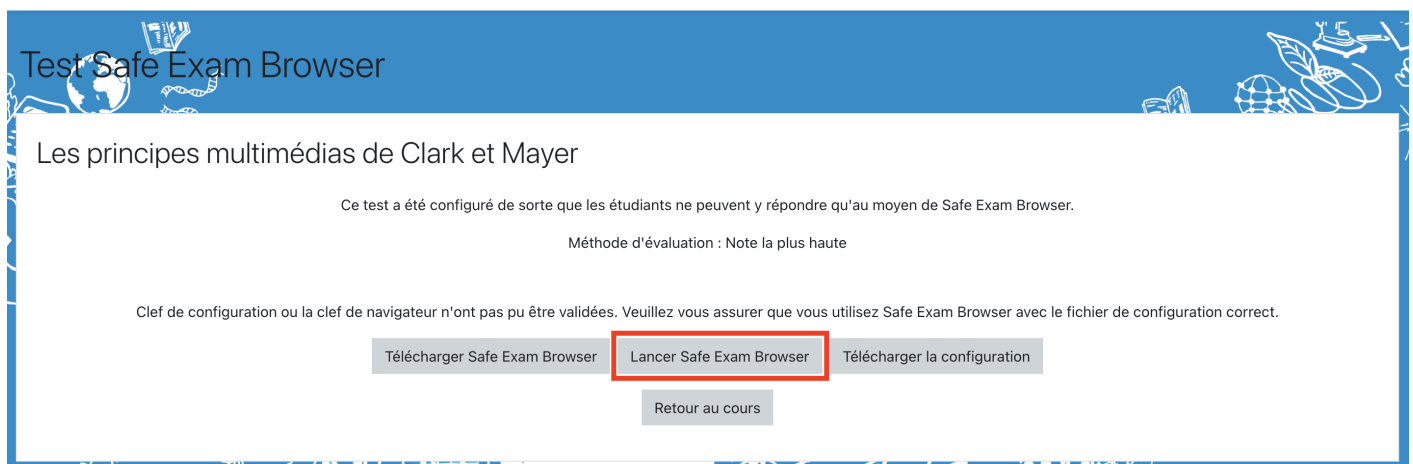 Test Safe Exam Browser
Les principes multimédias de Clark et Mayer
Ce test a été configuré de sorte que les étudiants ne peuvent y répondre qu'au moyen de Safe Exam Browser.
Méthode d'évaluation : Note la plus haute
Clef de configuration ou la clef de navigateur n'ont pas pu être validées. Veuillez vous assurer que vous utilisez Safe Exam Browser avec le fichier de configuration correct.
Télécharger Safe Exam Browser Lancer Safe Exam Browser Télécharger la configuration
Retour au cours